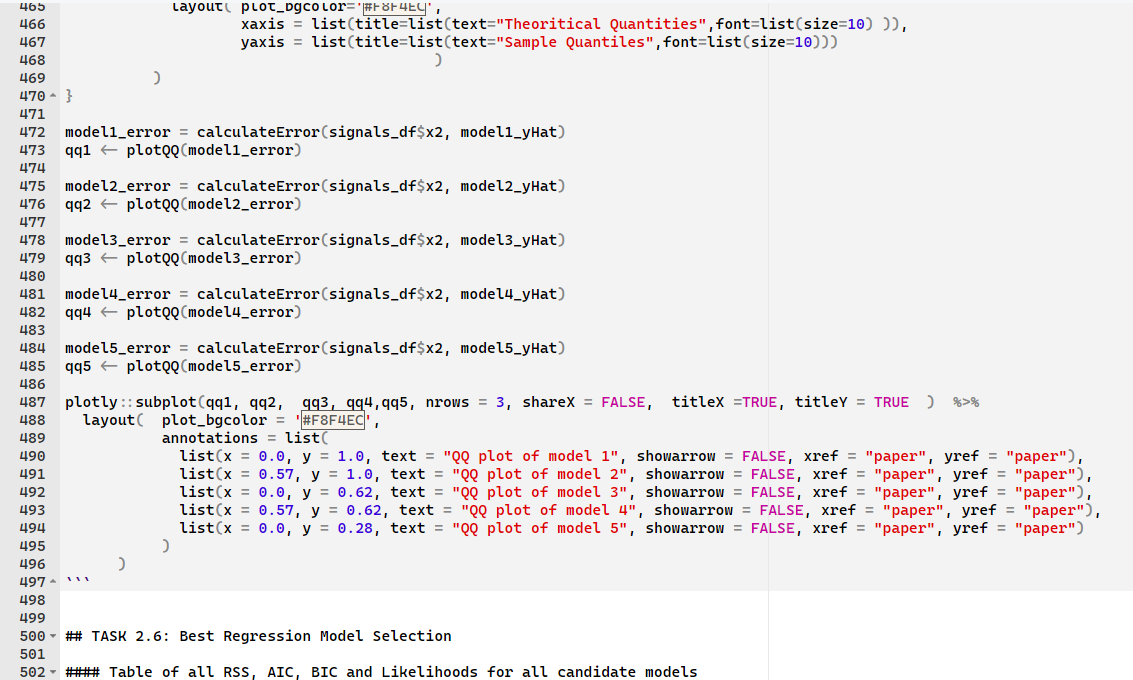 465 layout( plot_bgcolor='#F8F4EC',
466 xaxis = list(title=list(text="Theoritical Quantities",font=list(size=10) )),
467 yaxis = list(title=list(text="Sample Quantiles",font=list(size=10)))
468 )
469 )
470 }
471
472 model1_error = calculateError(signals_df$x2, model1_yHat)
473 qq1 <- plotQQ(model1_error)
474
475 model2_error = calculateError(signals_df$x2, model2_yHat)
476 qq2 <- plotQQ(model2_error)
477
478 model3_error = calculateError(signals_df$x2, model3_yHat)
479 qq3 <- plotQQ(model3_error)
480
481 model4_error = calculateError(signals_df$x2, model4_yHat)
482 qq4 <- plotQQ(model4_error)
483
484 model5_error = calculateError(signals_df$x2, model5_yHat)
485 qq5 <- plotQQ(model5_error)
486
487 plotly::subplot(qq1, qq2,  qq3, qq4,qq5, nrows = 3, shareX = FALSE,  titleX =TRUE, titleY = TRUE  )  %>%
488 layout(  plot_bgcolor = '#F8F4EC',
489 annotations = list(
490 list(x = 0.0, y = 1.0, text = "QQ plot of model 1", showarrow = FALSE, xref = "paper", yref = "paper"),
491 list(x = 0.57, y = 1.0, text = "QQ plot of model 2", showarrow = FALSE, xref = "paper", yref = "paper"),
492 list(x = 0.0, y = 0.62, text = "QQ plot of model 3", showarrow = FALSE, xref = "paper", yref = "paper"),
493 list(x = 0.57, y = 0.62, text = "QQ plot of model 4", showarrow = FALSE, xref = "paper", yref = "paper"),
494 list(x = 0.0, y = 0.28, text = "QQ plot of model 5", showarrow = FALSE, xref = "paper", yref = "paper")
495 )
496 )
497 ```
498
499
500 ## TASK 2.6: Best Regression Model Selection
501
502 #### Table of all RSS, AIC, BIC and Likelihoods for all candidate models